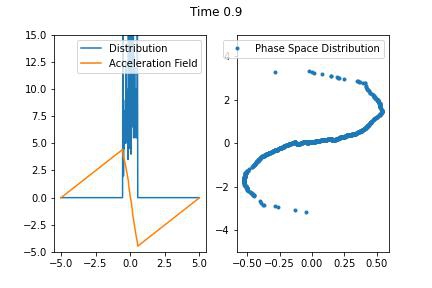 Time 0.9
Distribution
Acceleration Field
15.0
12.5
10.0
7.5
5.0
2.5
0.0
−2.5
−5.0
−5.0 −2.5 0.0 2.5 5.0
Phase Space Distribution
4
2
0
−2
−4
−0.50 −0.25 0.00 0.25 0.50